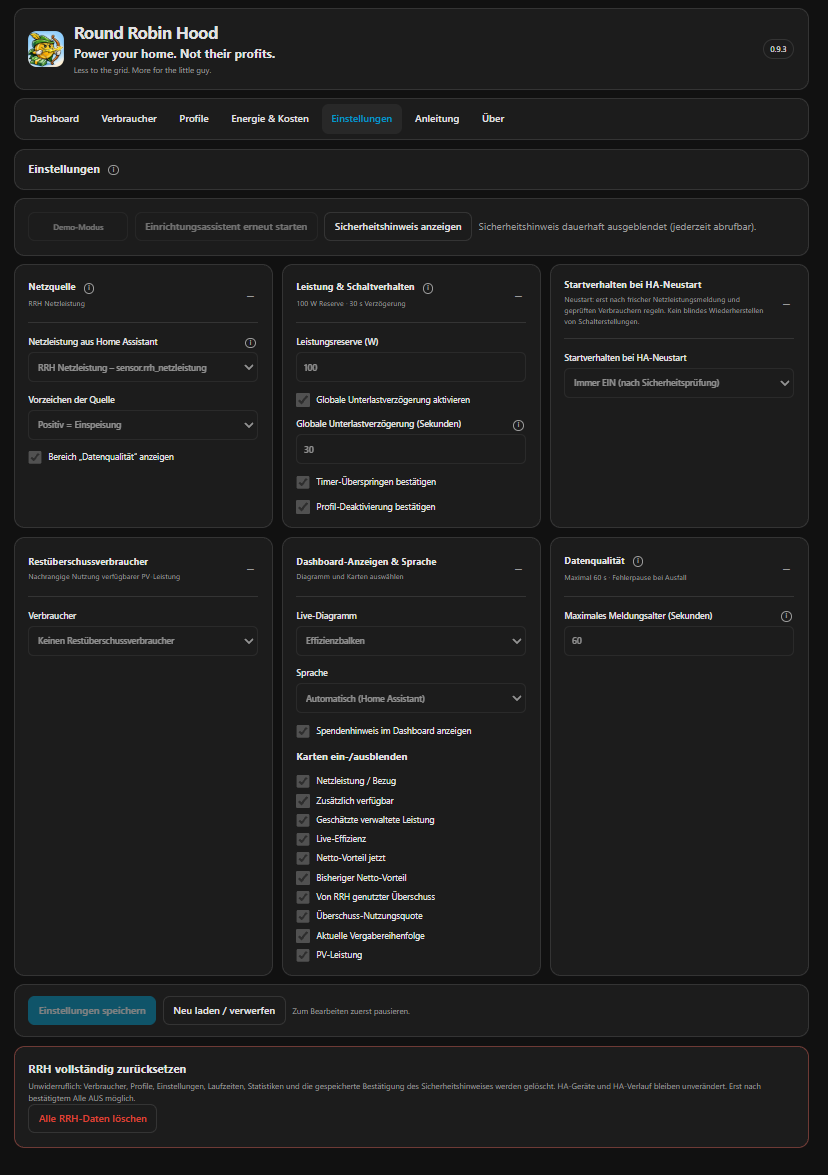 Round Robin Hood
Power your home. Not their profits.
Less to the grid. More for the little guy.
0.9.3
Dashboard
Verbraucher
Profile
Energie & Kosten
Einstellungen
Anleitung
Über
Einstellungen
Demo-Modus
Einrichtungsassistent erneut starten
Sicherheitshinweis anzeigen
Sicherheitshinweis dauerhaft ausgeblendet (jederzeit abrufbar).
Netzquelle
RRH Netzleistung
Netzleistung aus Home Assistant
RRH Netzleistung – sensor.rrh_netzleistung
Vorzeichen der Quelle
Positiv = Einspeisung
Bereich „Datenqualität“ anzeigen
Leistung & Schaltverhalten
100 W Reserve · 30 s Verzögerung
Leistungsreserve (W)
100
Globale Unterlastverzögerung aktivieren
Globale Unterlastverzögerung (Sekunden)
30
Timer-Überspringen bestätigen
Profil-Deaktivierung bestätigen
Startverhalten bei HA-Neustart
Neustart: erst nach frischer Netzleistungsmeldung und
geprüften Verbrauchern regeln. Kein blindes Wiederherstellen
von Schalterstellungen.
Startverhalten bei HA-Neustart
Immer EIN (nach Sicherheitsprüfung)
Restüberschussverbraucher
Nachrangige Nutzung verfügbarer PV-Leistung
Verbraucher
Keinen Restüberschussverbraucher
Dashboard-Anzeigen & Sprache
Diagramm und Karten auswählen
Live-Diagramm
Effizienzbalken
Sprache
Automatisch (Home Assistant)
Spendenhinweis im Dashboard anzeigen
Karten ein-/ausblenden
Netzleistung / Bezug
Zusätzlich verfügbar
Geschätzte verwaltete Leistung
Live-Effizienz
Netto-Vorteil jetzt
Bisheriger Netto-Vorteil
Von RRH genutzter Überschuss
Überschuss-Nutzungsquote
Aktuelle Vergabereihenfolge
PV-Leistung
Datenqualität
Maximal 60 s · Fehlerpause bei Ausfall
Maximales Meldungsalter (Sekunden)
60
Einstellungen speichern
Neu laden / verwerfen
Zum Bearbeiten zuerst pausieren.
RRH vollständig zurücksetzen
Unwiderruflich: Verbraucher, Profile, Einstellungen, Laufzeiten, Statistiken und die gespeicherte Bestätigung des Sicherheitshinweises werden gelöscht. HA-Geräte und HA-Verlauf bleiben unverändert. Erst nach
bestätigtem Alle AUS möglich.
Alle RRH-Daten löschen